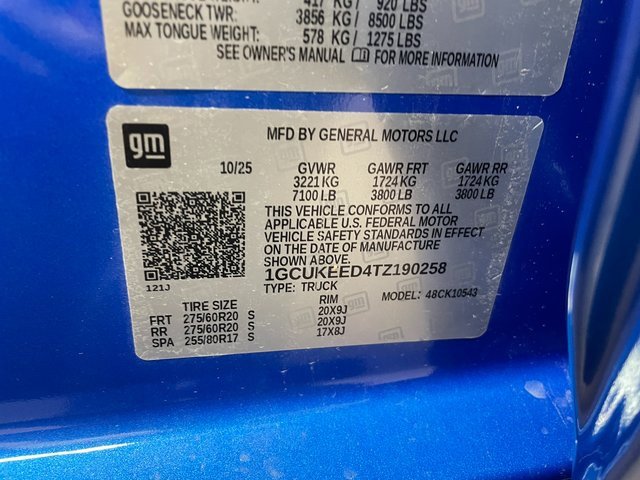 417 KG/ 920 LBS
GOOSENECK TWR: 3856 KG/ 8500 LBS
MAX TONGUE WEIGHT: 578 KG/ 1275 LBS
SEE OWNER'S MANUAL FOR MORE INFORMATION
gm
MFD BY GENERAL MOTORS LLC
10/25 GVWR GAWR FRT GAWR RR
3221 KG 1724 KG 1724 KG
7100 LB 3800 LB 3800 LB
THIS VEHICLE CONFORMS TO ALL
APPLICABLE U.S. FEDERAL MOTOR
VEHICLE SAFETY STANDARDS IN EFFECT
ON THE DATE OF MANUFACTURE
SHOWN ABOVE.
1GCUKEED4TZ190258
121J
TYPE: TRUCK
MODEL: 48CK10543
TIRE SIZE RIM
FRT 275/60R20 S 20X9J
RR 275/60R20 S 20X9J
SPA 255/80R17 S 17X8J